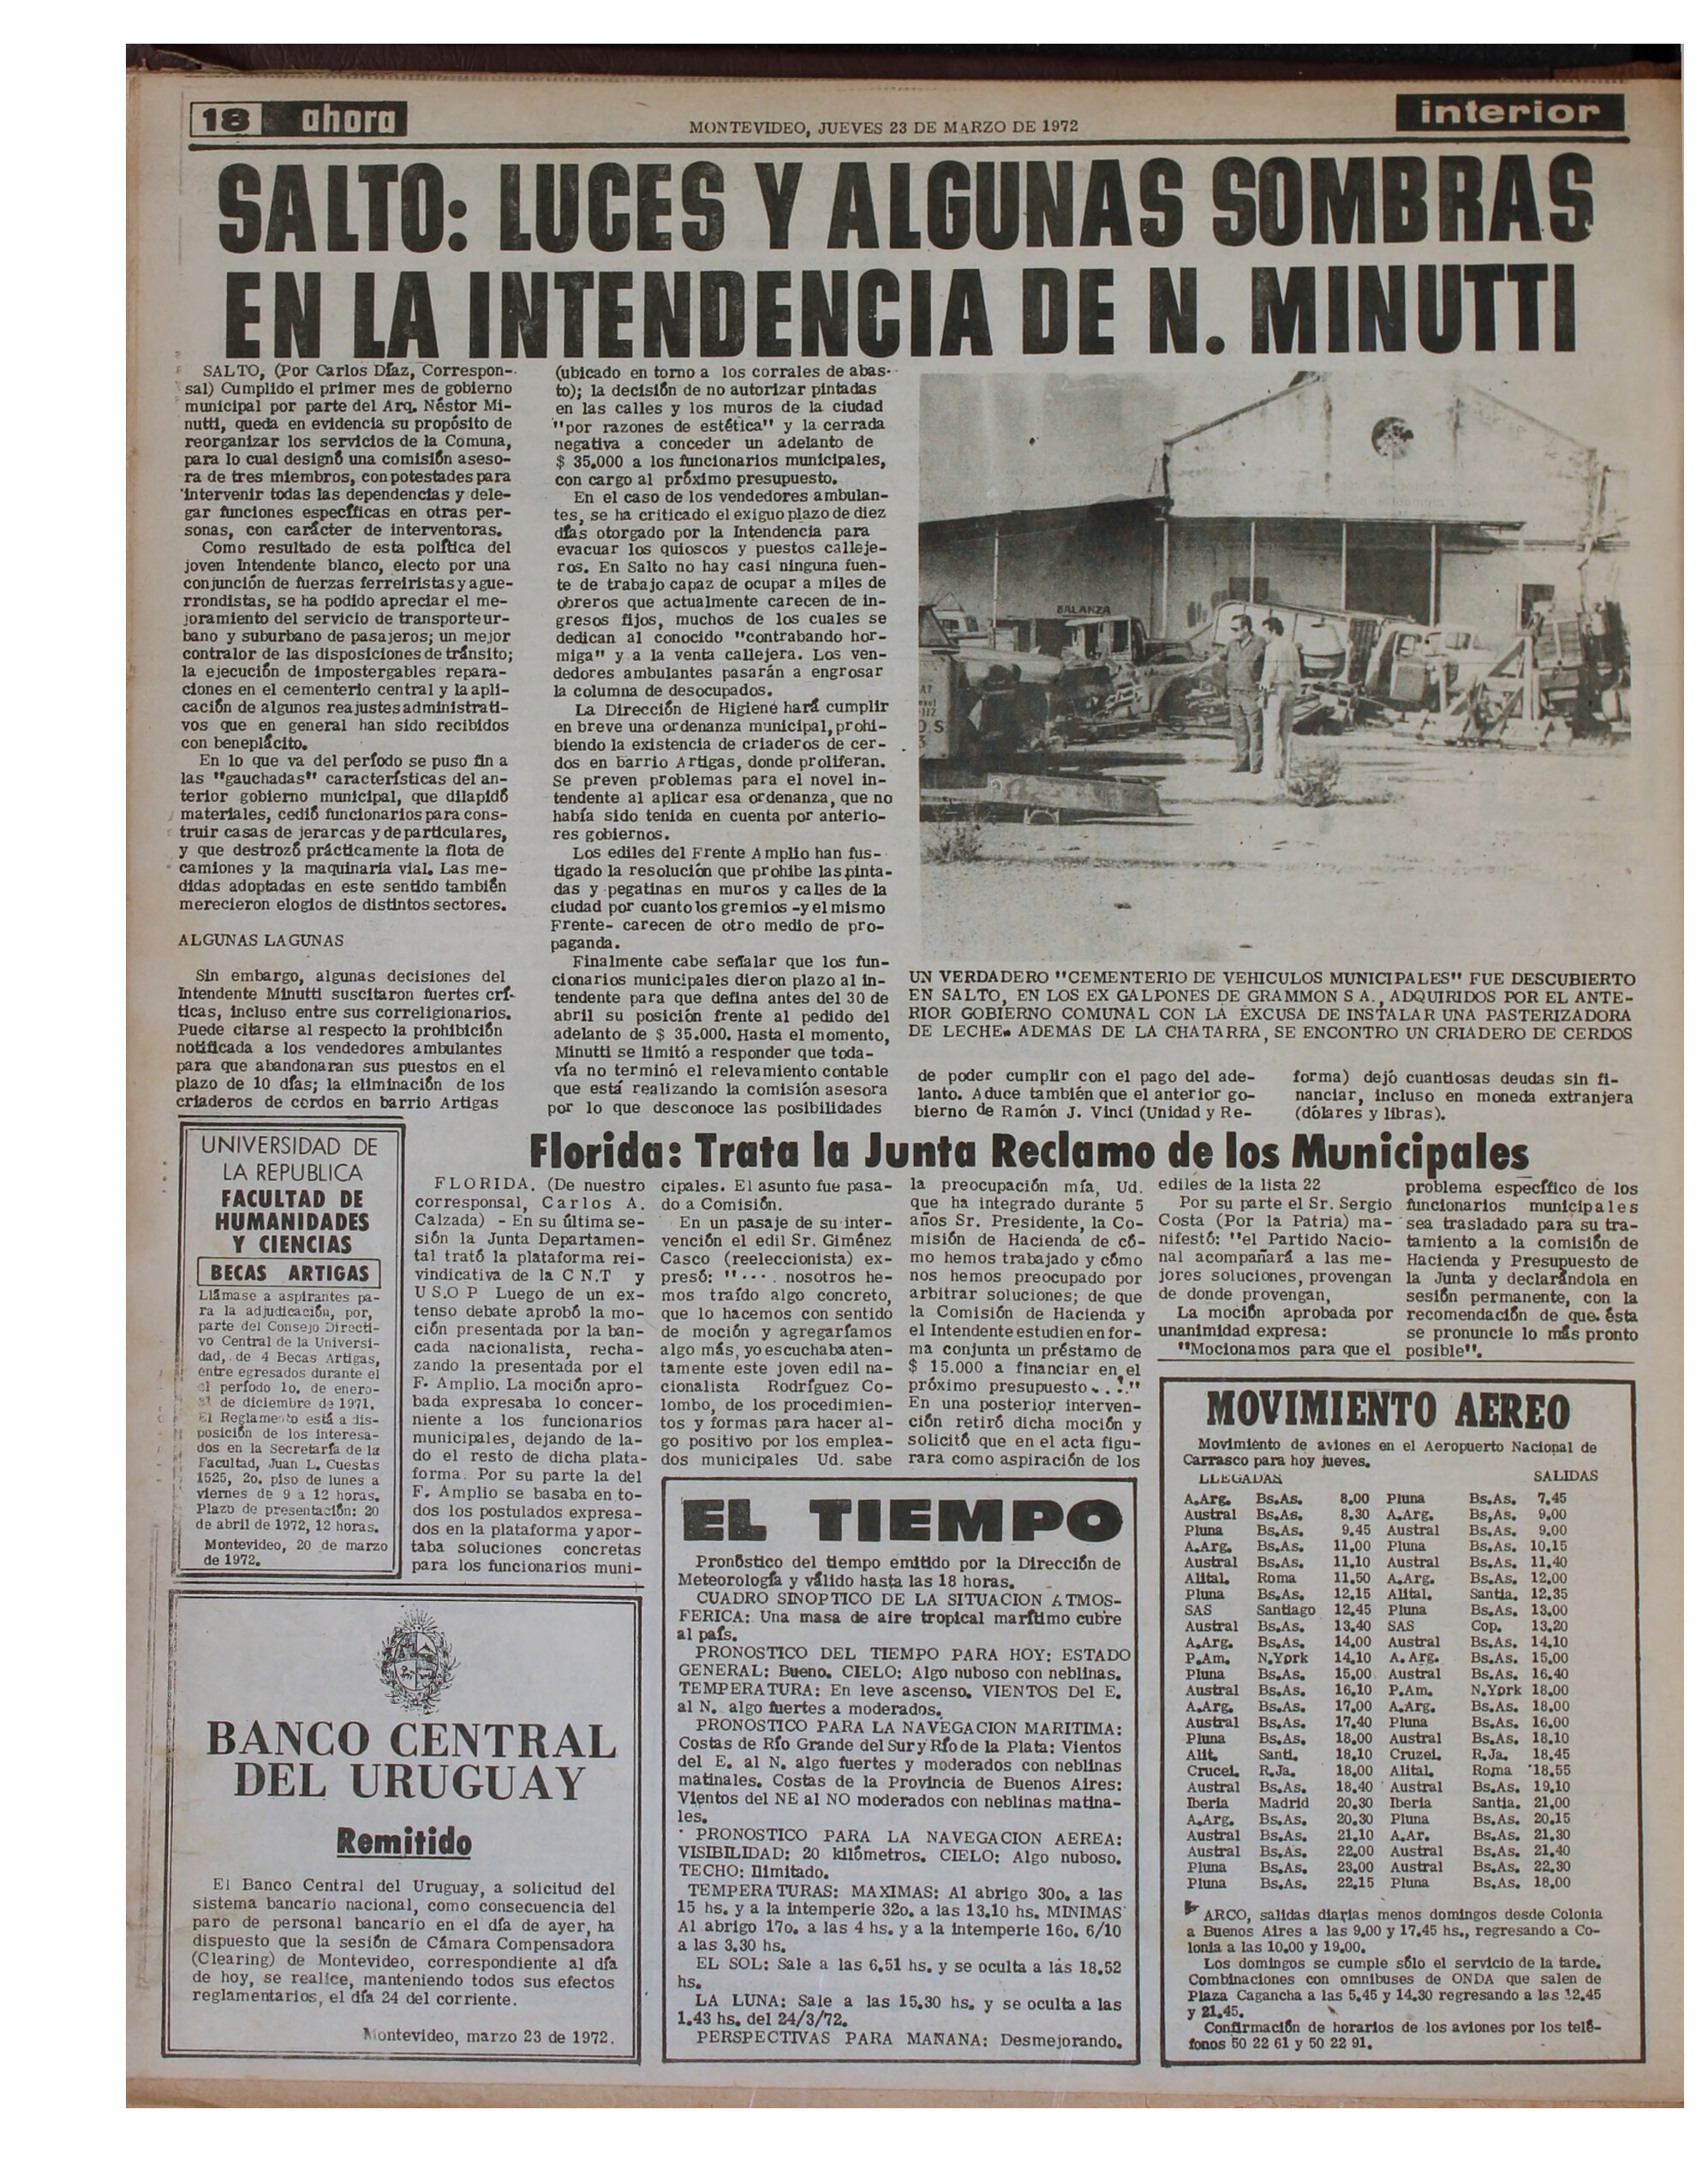 18 ahora
MONTEVIDEO, JUEVES 23 DE MARZO DE 1972
interior
SALTO: LUCES Y ALGUNAS SOMBRAS
EN LA INTENDENCIA DE N. MINUTTI
SALTO, (Por Carlos Díaz, Correspon-
sal) Cumplido el primer mes de gobierno
municipal por parte del Arq. Néstor Mi-
nutti, queda en evidencia su propósito de
reorganizar los servicios de la Comuna,
para lo cual designó una comisión aseso-
ra de tres miembros, con potestades para
intervenir todas las dependencias y dele-
gar funciones específicas en otras per-
sonas, con carácter de interventoras.
Como resultado de esta política del
joven Intendente blanco, electo por una
conjunción de fuerzas ferreiristas y ague-
rrondistas, se ha podido apreciar el me-
joramiento del servicio de transporte ur-
bano y suburbano de pasajeros; un mejor
contralor de las disposiciones de tránsito;
la ejecución de impostergables repara-
ciones en el cementerio central y la apli-
cación de algunos reajustes administrati-
vos que en general han sido recibidos
con beneplácito.
En lo que va del período se puso fin a
las "gauchadas" características del an-
terior gobierno municipal, que dilapidó
materiales, cedió funcionarios para cons-
truir casas de jerarcas y de particulares,
y que destrozó prácticamente la flota de
camiones y la maquinaria vial. Las me-
didas adoptadas en este sentido también
merecieron elogios de distintos sectores.
ALGUNAS LAGUNAS
Sin embargo, algunas decisiones del
Intendente Minutti suscitaron fuertes crí-
ticas, incluso entre sus correligionarios.
Puede citarse al respecto la prohibición
notificada a los vendedores ambulantes
para que abandonaran sus puestos en el
plazo de 10 días; la eliminación de los
criaderos de cerdos en barrio Artigas
(ubicado en torno a los corrales de abas-
to); la decisión de no autorizar pintadas
en las calles y los muros de la ciudad
"por razones de estética" y la cerrada
negativa a conceder un adelanto de
$ 35.000 a los funcionarios municipales,
con cargo al próximo presupuesto.
En el caso de los vendedores ambulan-
tes, se ha criticado el exiguo plazo de diez
días otorgado por la Intendencia para
evacuar los quioscos y puestos calleje-
ros. En Salto no hay casi ninguna fuen-
te de trabajo capaz de ocupar a miles de
obreros que actualmente carecen de in-
gresos fijos, muchos de los cuales se
dedican al conocido "contrabando hor-
miga" y a la venta callejera. Los ven-
dedores ambulantes pasarán a engrosar
la columna de desocupados.
La Dirección de Higiene hará cumplir
en breve una ordenanza municipal, prohi-
biendo la existencia de criaderos de cer-
dos en barrio Artigas, donde proliferan.
Se preven problemas para el novel in-
tendente al aplicar esa ordenanza, que no
había sido tenida en cuenta por anterio-
res gobiernos.
Los ediles del Frente Amplio han fus-
tigado la resolución que prohibe las pinta-
das y pegatinas en muros y calles de la
ciudad por cuanto los gremios -y el mismo
Frente- carecen de otro medio de pro-
paganda.
Finalmente cabe señalar que los fun-
cionarios municipales dieron plazo al in-
tendente para que defina antes del 30 de
abril su posición frente al pedido del
adelanto de $ 35.000. Hasta el momento,
Minutti se limitó a responder que toda-
vía no terminó el relevamiento contable
que está realizando la comisión asesora
por lo que desconoce las posibilidades
BALANZA
UN VERDADERO "CEMENTERIO DE VEHICULOS MUNICIPALES" FUE DESCUBIERTO
EN SALTO, EN LOS EX GALPONES DE GRAMMON S A., ADQUIRIDOS POR EL ANTE-
RIOR GOBIERNO COMUNAL CON LA EXCUSA DE INSTALAR UNA PASTERIZADORA
DE LECHE. ADEMAS DE LA CHATARRA, SE ENCONTRO UN CRIADERO DE CERDOS
de poder cumplir con el pago del ade-
lanto. Aduce también que el anterior go-
bierno de Ramón J. Vinci (Unidad y Re-
forma) dejó cuantiosas deudas sin fi-
nanciar, incluso en moneda extranjera
(dólares y libras).
UNIVERSIDAD DE
LA REPUBLICA
FACULTAD DE
HUMANIDADES
Y CIENCIAS
BECAS ARTIGAS
Llámase a aspirantes pa-
ra la adjudicación, por,
parte del Consejo Directi-
vo Central de la Universi-
dad, de 4 Becas Artigas,
entre egresados durante el
el período 1o. de enero-
31 de diciembre de 1971.
El Reglamento está a dis-
posición de los interesa-
dos en la Secretaría de la
Facultad, Juan L. Cuestas
1525, 2o. piso de lunes a
viernes de 9 a 12 horas.
Plazo de presentación: 20
de abril de 1972, 12 horas.
Montevideo, 20 de marzo
de 1972.
Florida: Trata la Junta Reclamo de los Municipales
FLORIDA. (De nuestro
corresponsal, Carlos A.
Calzada) - En su última se-
sión la Junta Departamen-
tal trató la plataforma rei-
vindicativa de la C N.T y
U S.O P Luego de un ex-
tenso debate aprobó la mo-
ción presentada por la ban-
cada nacionalista, recha-
zando la presentada por el
F. Amplio. La moción apro-
bada expresaba lo concer-
niente a los funcionarios
municipales, dejando de la-
do el resto de dicha plata-
forma. Por su parte la del
F. Amplio se basaba en to-
dos los postulados expresa-
dos en la plataforma y apor-
taba soluciones concretas
para los funcionarios muni-
cipales. El asunto fue pasa-
do a Comisión.
En un pasaje de su inter-
vención el edil Sr. Giménez
Casco (reeleccionista) ex-
presó: ".... nosotros he-
mos traído algo concreto,
que lo hacemos con sentido
de moción y agregaríamos
algo más, yo escuchaba aten-
tamente este joven edil na-
cionalista Rodríguez Co-
lombo, de los procedimien-
tos y formas para hacer al-
go positivo por los emplea-
dos municipales Ud. sabe
la preocupación mía, Ud.
que ha integrado durante 5
años Sr. Presidente, la Co-
misión de Hacienda de có-
mo hemos trabajado y cómo
nos hemos preocupado por
arbitrar soluciones; de que
la Comisión de Hacienda y
el Intendente estudien en for-
ma conjunta un préstamo de
$ 15.000 a financiar en el
próximo presupuesto...."
En una posterior interven-
ción retiró dicha moción y
solicitó que en el acta figu-
rara como aspiración de los
ediles de la lista 22
Por su parte el Sr. Sergio
Costa (Por la Patria) ma-
nifestó: "el Partido Nacio-
nal acompañará a las me-
jores soluciones, provengan
de donde provengan,
La moción aprobada por
unanimidad expresa:
"Mocionamos para que el
problema específico de los
funcionarios municipales
sea trasladado para su tra-
tamiento a la comisión de
Hacienda y Presupuesto de
la Junta y declarándola en
sesión permanente, con la
recomendación de que ésta
se pronuncie lo más pronto
posible".
BANCO CENTRAL
DEL URUGUAY
Remitido
El Banco Central del Uruguay, a solicitud del
sistema bancario nacional, como consecuencia del
paro de personal bancario en el día de ayer, ha
dispuesto que la sesión de Cámara Compensadora
(Clearing) de Montevideo, correspondiente al día
de hoy, se realice, manteniendo todos sus efectos
reglamentarios, el día 24 del corriente.
Montevideo, marzo 23 de 1972.
EL TIEMPO
Pronóstico del tiempo emitido por la Dirección de
Meteorología y válido hasta las 18 horas.
CUADRO SINOPTICO DE LA SITUACION ATMOS-
FERICA: Una masa de aire tropical marítimo cubre
al país.
PRONOSTICO DEL TIEMPO PARA HOY: ESTADO
GENERAL: Bueno. CIELO: Algo nuboso con neblinas.
TEMPERATURA: En leve ascenso. VIENTOS Del E.
al N. algo fuertes a moderados.
PRONOSTICO PARA LA NAVEGACION MARITIMA:
Costas de Río Grande del Sur y Río de la Plata: Vientos
del E. al N. algo fuertes y moderados con neblinas
matinales. Costas de la Provincia de Buenos Aires:
Vientos del NE al NO moderados con neblinas matina-
les.
PRONOSTICO PARA LA NAVEGACION AEREA:
VISIBILIDAD: 20 kilómetros. CIELO: Algo nuboso.
TECHO: Ilimitado.
TEMPERATURAS: MAXIMAS: Al abrigo 30o. a las
15 hs. y a la intemperie 32o. a las 13.10 hs. MINIMAS
Al abrigo 17o. a las 4 hs. y a la intemperie 16o. 6/10
a las 3.30 hs.
EL SOL: Sale a las 6.51 hs. y se oculta a las 18.52
hs.
LA LUNA: Sale a las 15.30 hs. y se oculta a las
1.43 hs. del 24/3/72.
PERSPECTIVAS PARA MAÑANA: Desmejorando.
MOVIMIENTO AEREO
Movimiento de aviones en el Aeropuerto Nacional de
Carrasco para hoy jueves.
LLEGADAS SALIDAS
A.Arg. Bs.As. 8.00 Pluna Bs.As. 7.45
Austral Bs.As. 8.30 A.Arg. Bs.As. 9.00
Pluna Bs.As. 9.45 Austral Bs.As. 9.00
A.Arg. Bs.As. 11.00 Pluna Bs.As. 10.15
Austral Bs.As. 11.10 Austral Bs.As. 11.40
Alital. Roma 11.50 A.Arg. Bs.As. 12.00
Pluna Bs.As. 12.15 Alital. Santia. 12.35
SAS Santiago 12.45 Pluna Bs.As. 13.00
Austral Bs.As. 13.40 SAS Cop. 13.20
A.Arg. Bs.As. 14.00 Austral Bs.As. 14.10
P.Am. N.York 14.10 A. Arg. Bs.As. 15.00
Pluna Bs.As. 15.00 Austral Bs.As. 16.40
Austral Bs.As. 16.10 P.Am. N.York 18.00
A.Arg. Bs.As. 17.00 A.Arg. Bs.As. 18.00
Austral Bs.As. 17.40 Pluna Bs.As. 16.00
Pluna Bs.As. 18.00 Austral Bs.As. 18.10
Alit. Santi. 18.10 Cruzei. R.Ja. 18.45
Crucei. R.Ja. 18.00 Alital. Roma 18.55
Austral Bs.As. 18.40 Austral Bs.As. 19.10
Iberia Madrid 20.30 Iberia Santia. 21.00
A.Arg. Bs.As. 20.30 Pluna Bs.As. 20.15
Austral Bs.As. 21.10 A.Ar. Bs.As. 21.30
Austral Bs.As. 22.00 Austral Bs.As. 21.40
Pluna Bs.As. 23.00 Austral Bs.As. 22.30
Pluna Bs.As. 22.15 Pluna Bs.As. 18.00
ARCO, salidas diarias menos domingos desde Colonia
a Buenos Aires a las 9.00 y 17.45 hs., regresando a Co-
lonia a las 10.00 y 19.00.
Los domingos se cumple sólo el servicio de la tarde.
Combinaciones con omnibuses de ONDA que salen de
Plaza Cagancha a las 5.45 y 14.30 regresando a las 12.45
y 21.45.
Confirmación de horarios de los aviones por los telé-
fonos 50 22 61 y 50 22 91.